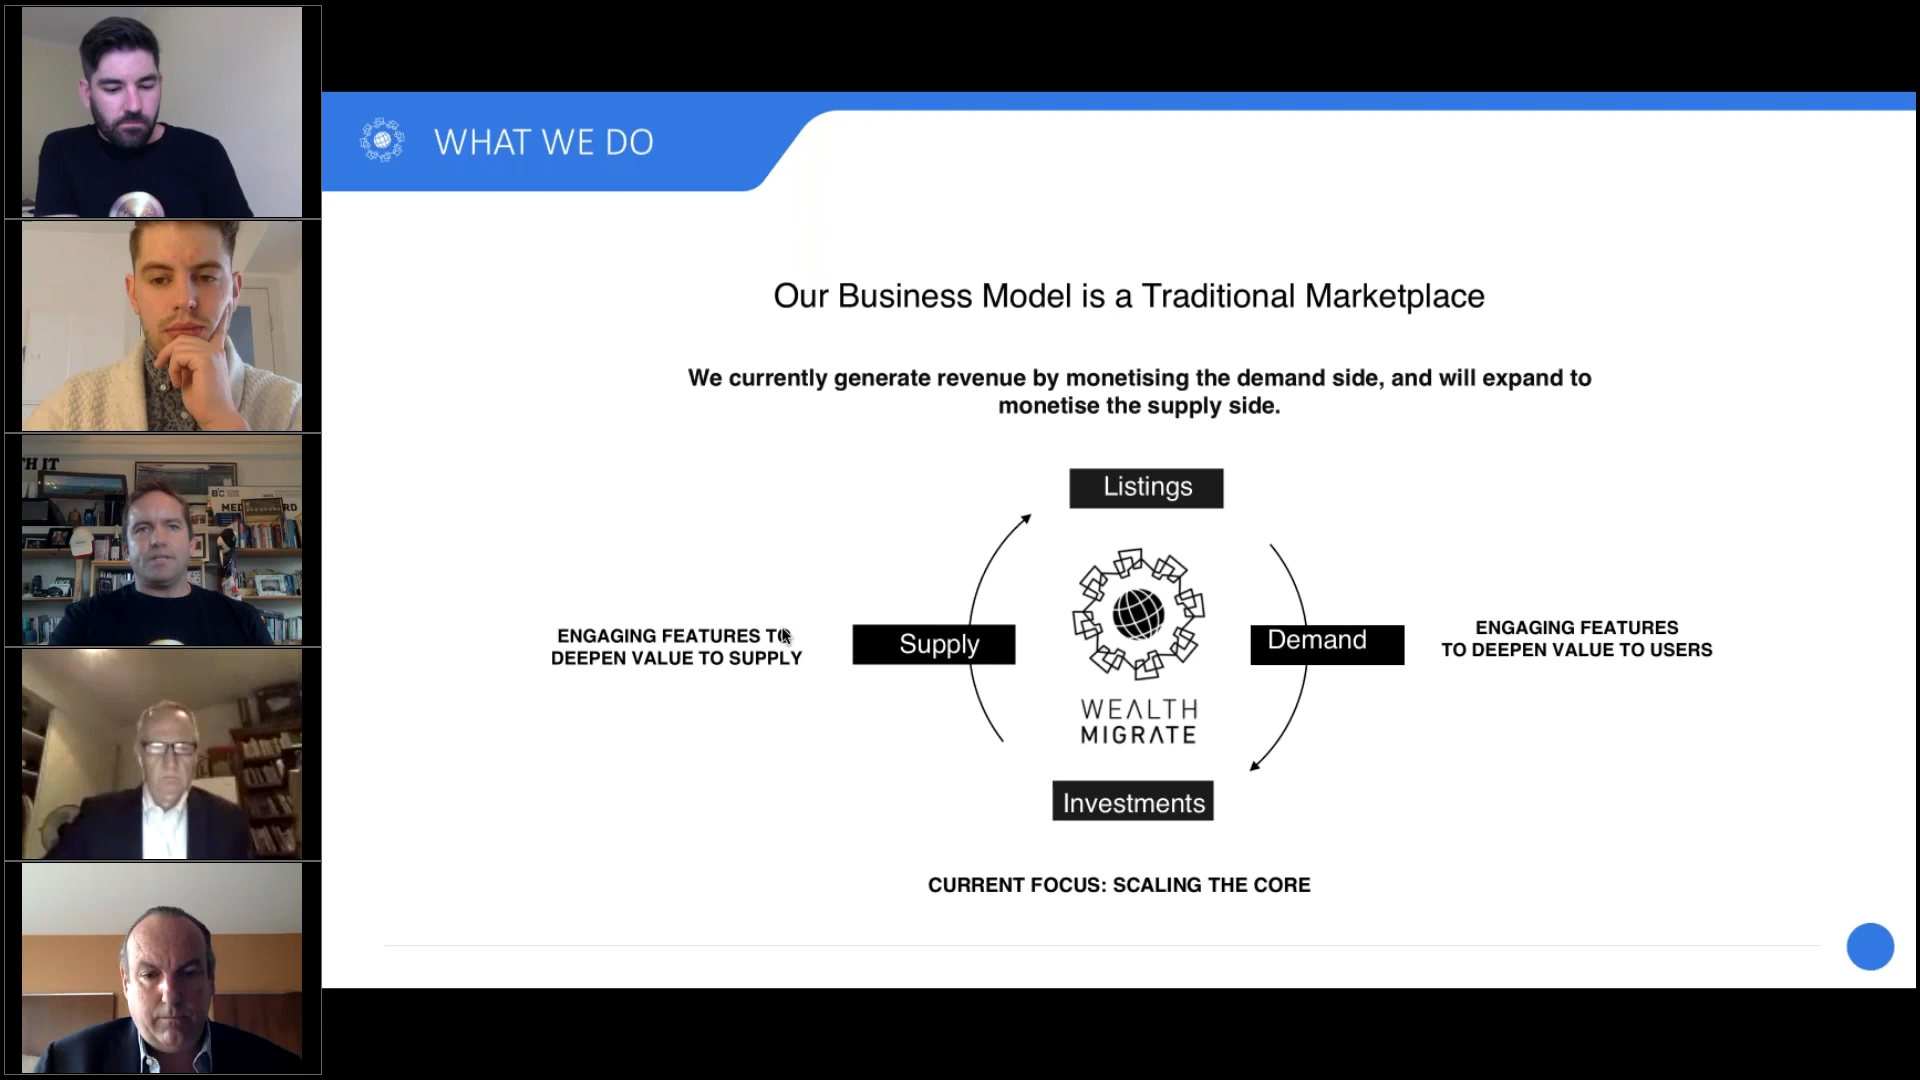 WHAT WE DO
Our Business Model is a Traditional Marketplace
We currently generate revenue by monetising the demand side, and will expand to
monetise the supply side.
Listings
ENGAGING FEATURES TO
DEEPEN VALUE TO SUPPLY
Supply
Demand
ENGAGING FEATURES
TO DEEPEN VALUE TO USERS
WEALTH
MIGRATE
Investments
CURRENT FOCUS: SCALING THE CORE
TH IT